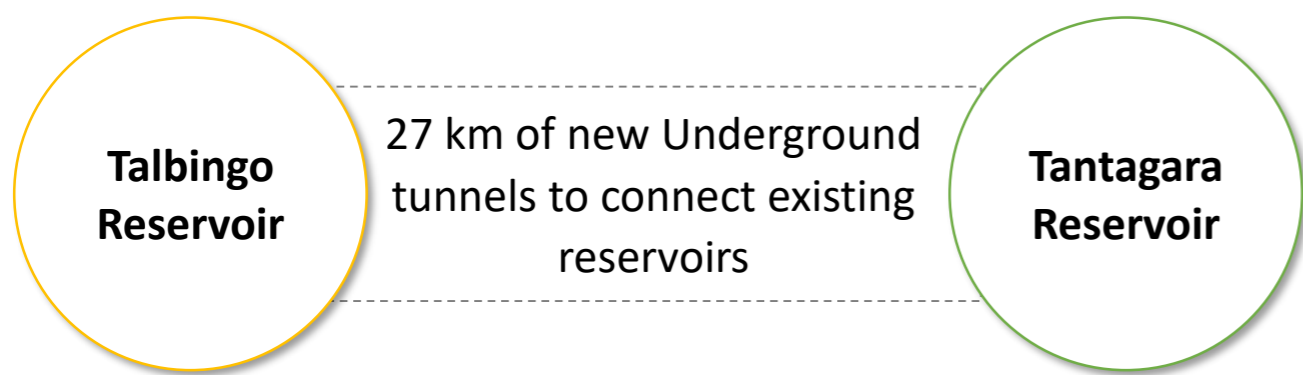 Talbingo
Reservoir
27 km of new Underground
tunnels to connect existing
reservoirs
Tantagara
Reservoir